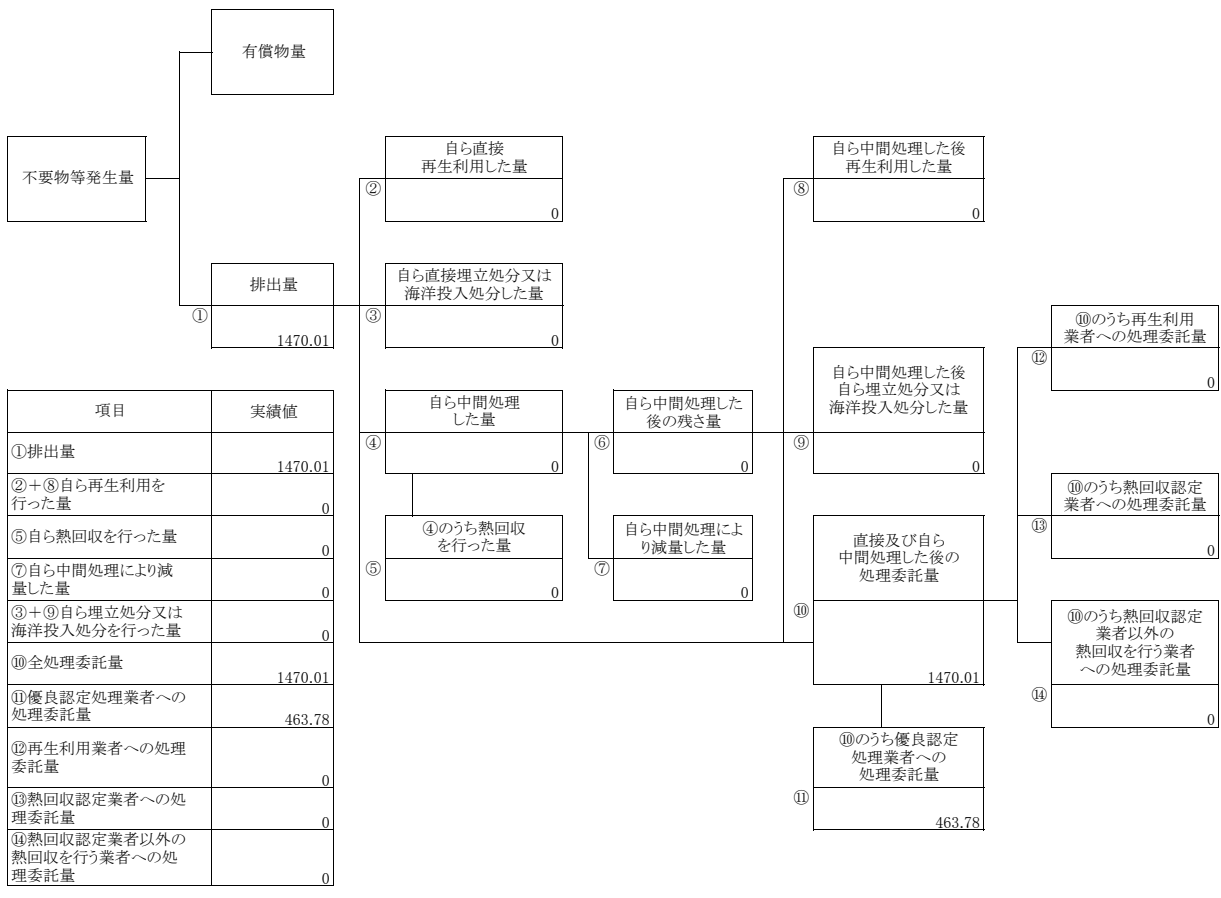 有償物量
不要物等発生量
自ら直接
再生利用した量
②
0
自ら中間処理した後
再生利用した量
⑧
0
排出量
①
1470.01
自ら直接埋立処分又は
海洋投入処分した量
③
0
⑩のうち再生利用
業者への処理委託量
⑫
0
自ら中間処理した後
自ら埋立処分又は
海洋投入処分した量
⑨
0
自ら中間処理
した量
④
0
自ら中間処理した
後の残さ量
⑥
0
⑩のうち熱回収認定
業者への処理委託量
⑬
0
④のうち熱回収
を行った量
⑤
0
自ら中間処理によ
り減量した量
⑦
0
直接及び自ら
中間処理した後の
処理委託量
⑩
1470.01
⑩のうち熱回収認定
業者以外の
熱回収を行う業者
への処理委託量
⑭
0
⑩のうち優良認定
処理業者への
処理委託量
⑪
463.78
項目 実績値
①排出量
1470.01
②+⑧自ら再生利用を
行った量
0
⑤自ら熱回収を行った量
0
⑦自ら中間処理により減
量した量
0
③+⑨自ら埋立処分又は
海洋投入処分を行った量
0
⑩全処理委託量
1470.01
⑪優良認定処理業者への
処理委託量
463.78
⑫再生利用業者への処理
委託量
0
⑬熱回収認定業者への処
理委託量
0
⑭熱回収認定業者以外の
熱回収を行う業者への処
理委託量
0